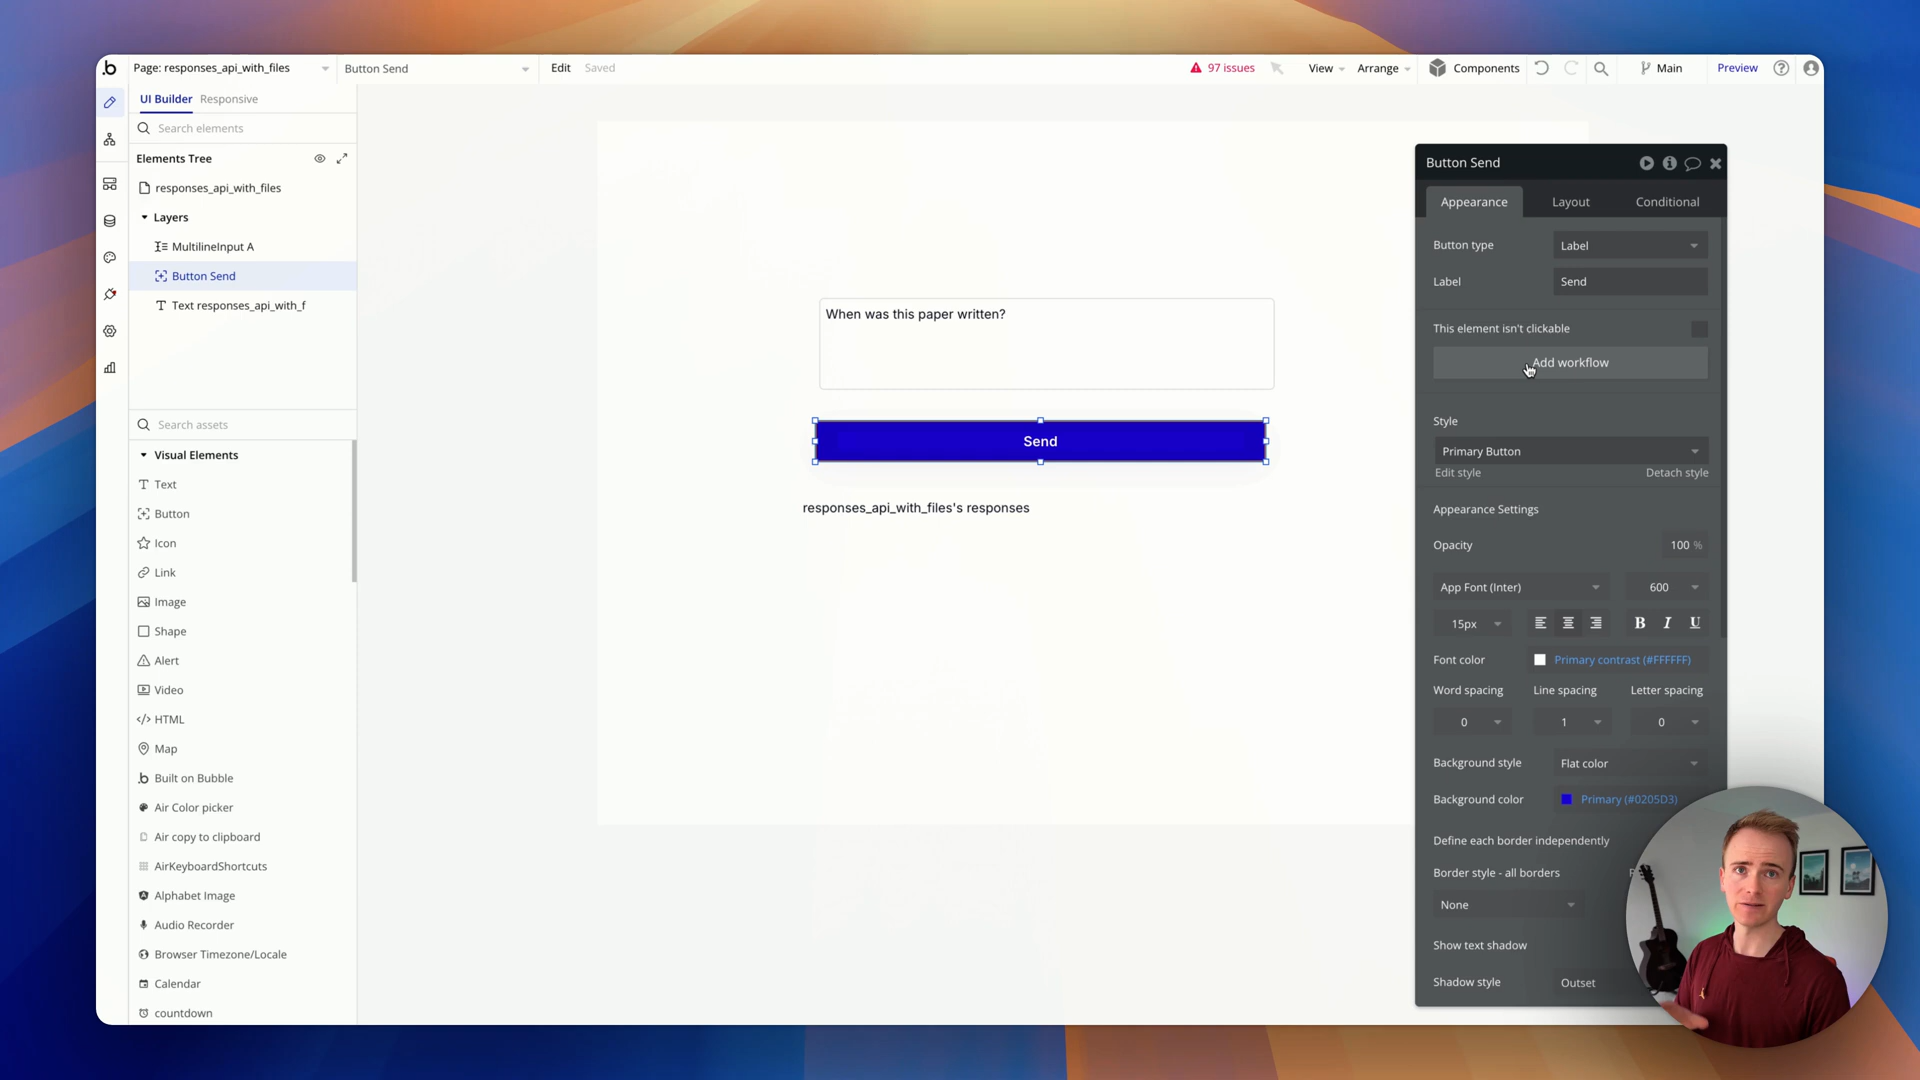 Page: responses_api_with_files
Button Send
Edit
Saved
97 issues
View
Arrange
Components
Main
Preview
UI Builder
Responsive
Search elements
Elements Tree
responses_api_with_files
Layers
MultilineInput A
Button Send
Text responses_api_with_f
Search assets
Visual Elements
Text
Button
Icon
Link
Image
Shape
Alert
Video
HTML
Map
Built on Bubble
Air Color picker
Air copy to clipboard
AirKeyboardShortcuts
Alphabet Image
Audio Recorder
Browser Timezone/Locale
Calendar
countdown
When was this paper written?
Send
responses_api_with_files's responses
Button Send
Appearance
Layout
Conditional
Button type
Label
Label
Send
This element isn't clickable
Add workflow
Style
Primary Button
Edit style
Detach style
Appearance Settings
Opacity
100 %
App Font (Inter)
600
15px
B I U
Font color
Primary contrast (#FFFFFF)
Word spacing
Line spacing
Letter spacing
0
1
0
Background style
Flat color
Background color
Primary (#0205D3)
Define each border independently
Border style - all borders
None
Show text shadow
Shadow style
Outset